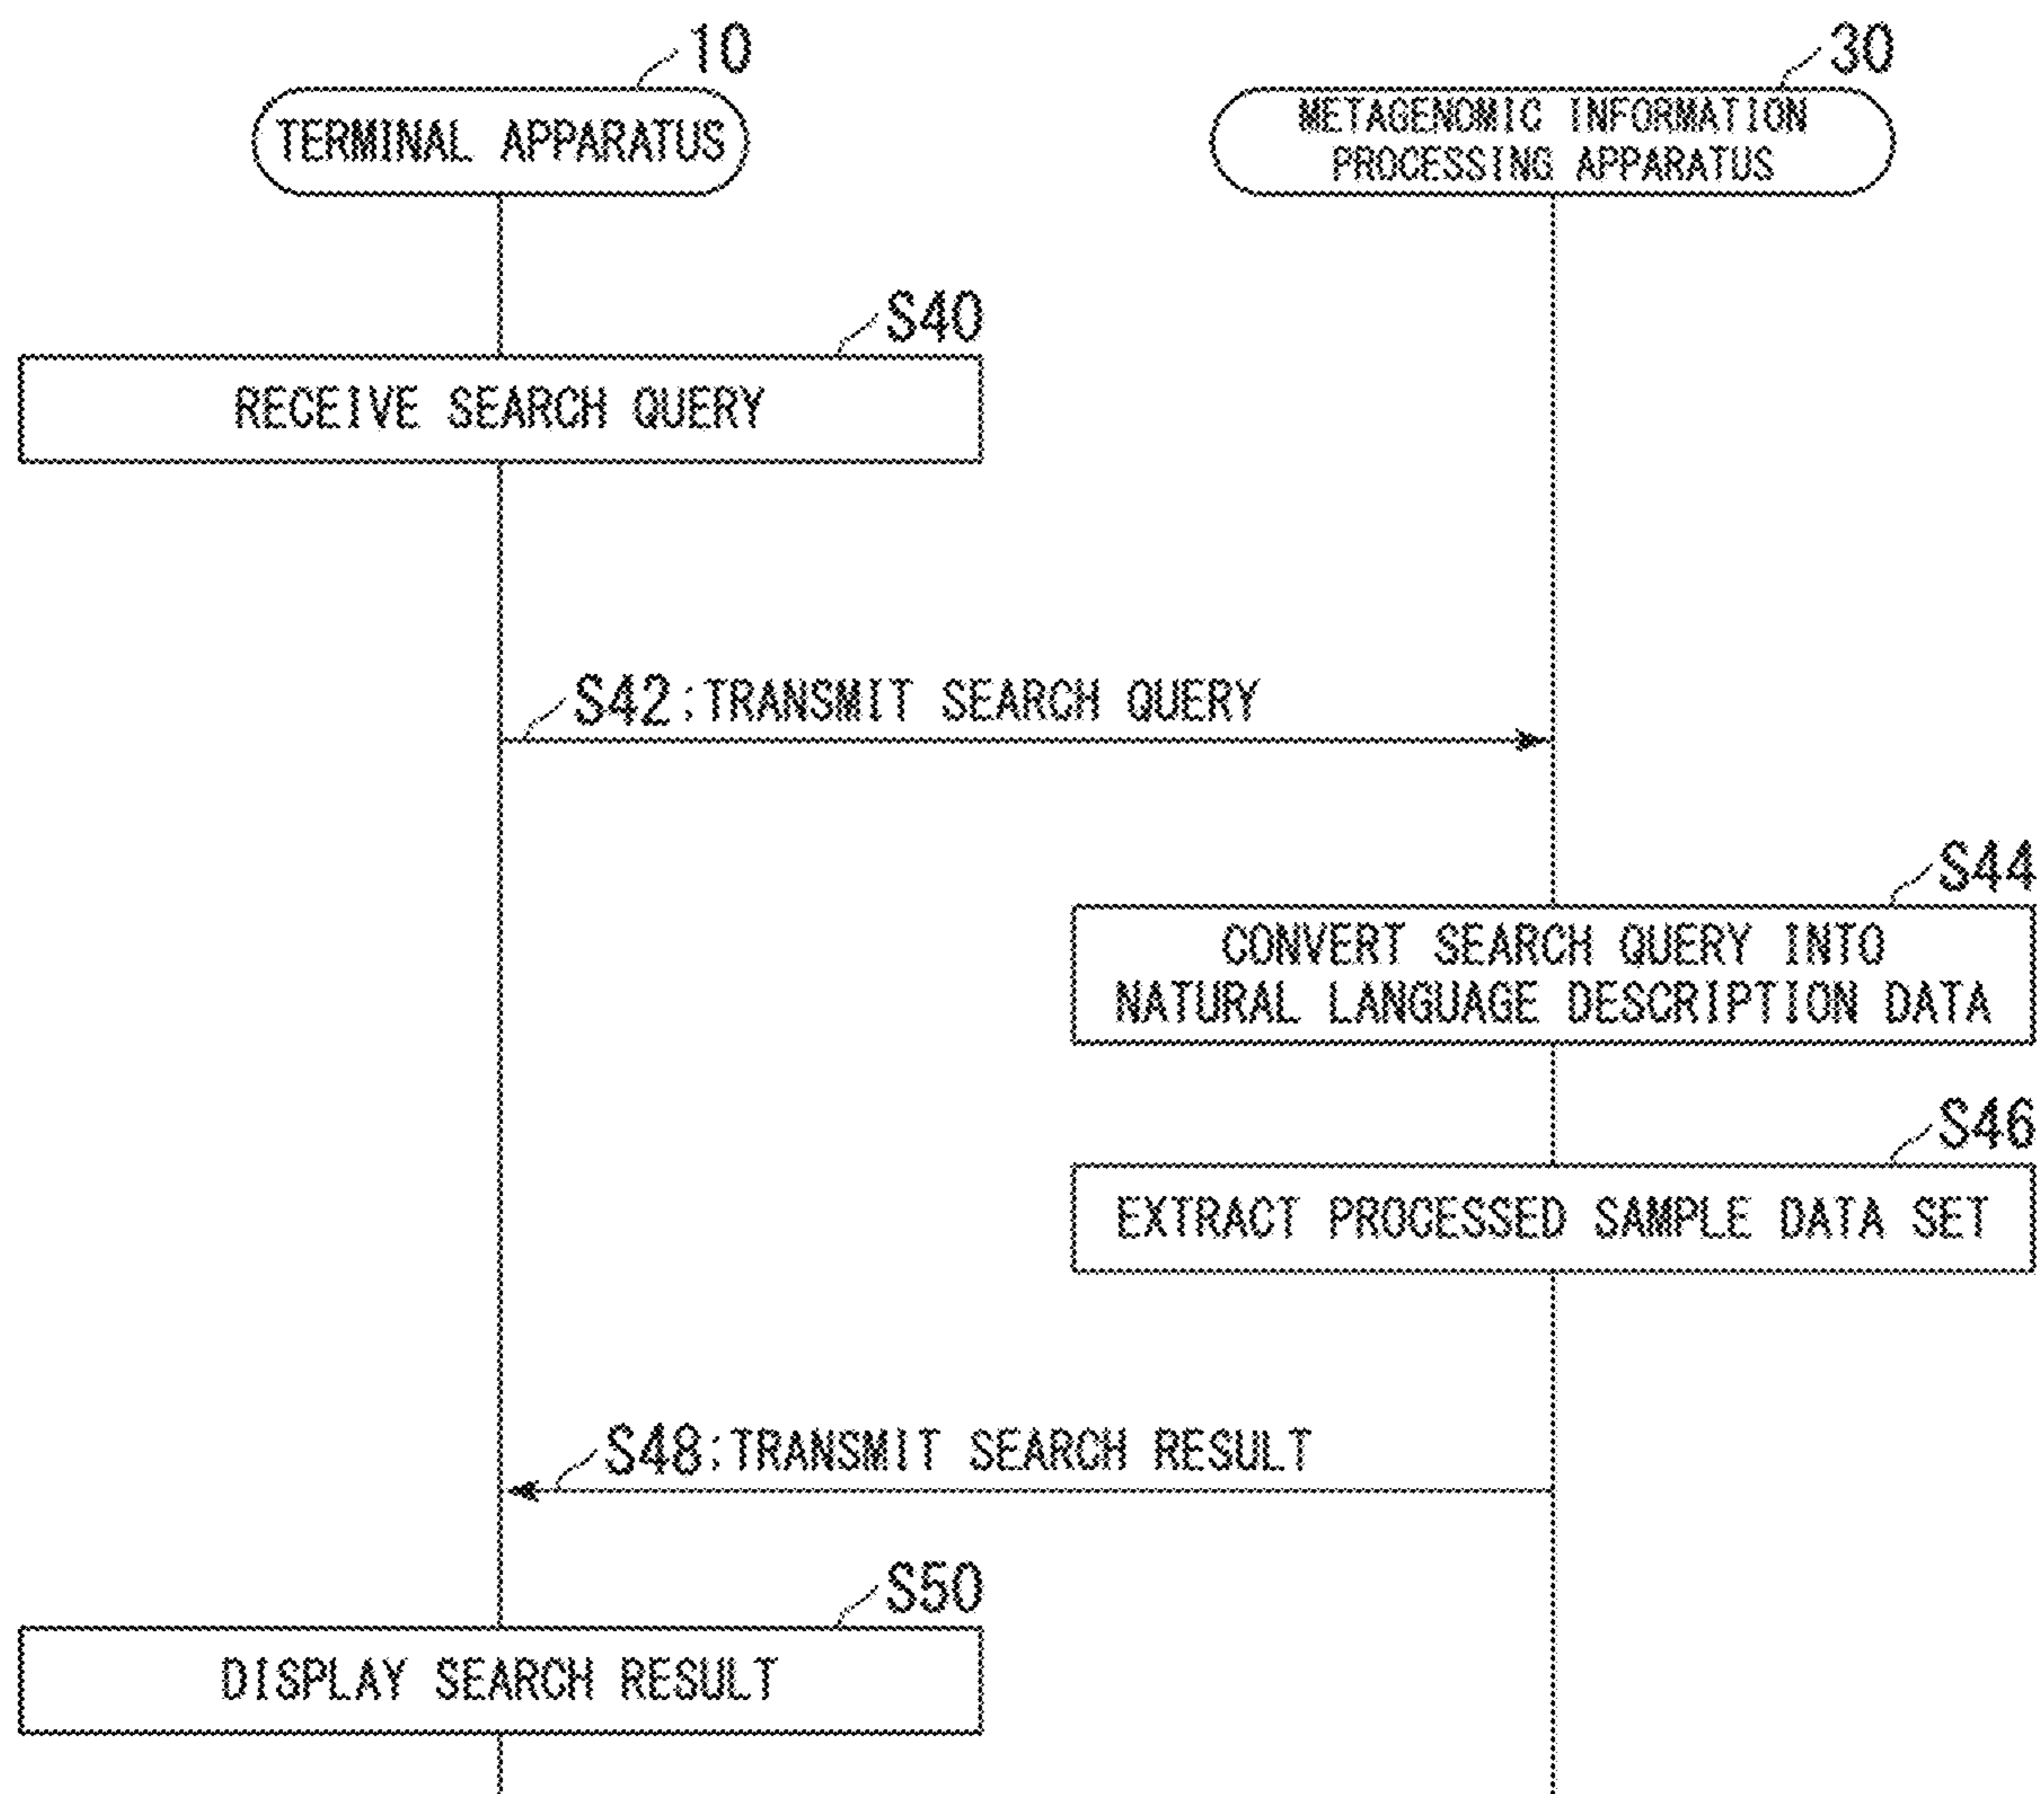 10
30
TERMINAL APPARATUS
METAGENOMIC INFORMATION
PROCESSING APPARATUS
S40
RECEIVE SEARCH QUERY
S42:TRANSMIT SEARCH QUERY
S44
CONVERT SEARCH QUERY INTO
NATURAL LANGUAGE DESCRIPTION DATA
S46
EXTRACT PROCESSED SAMPLE DATA SET
S48:TRANSMIT SEARCH RESULT
S50
DISPLAY SEARCH RESULT